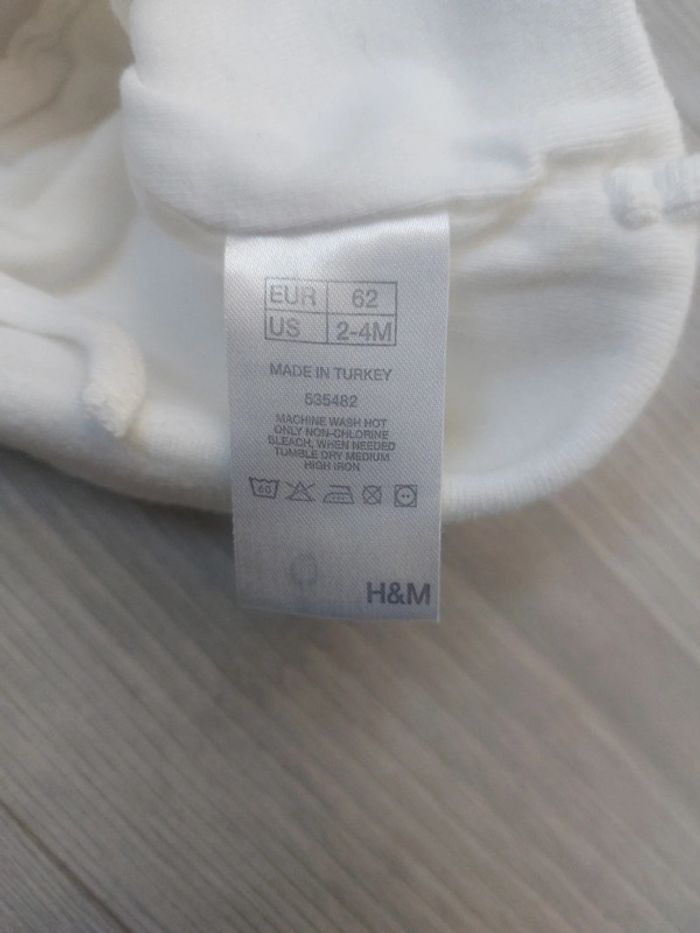 EUR 62
US 2-4M
MADE IN TURKEY
535482
MACHINE WASH HOT
ONLY NON-CHLORINE
BLEACH, WHEN NEEDED
TUMBLE DRY MEDIUM
HIGH IRON
60
H&M